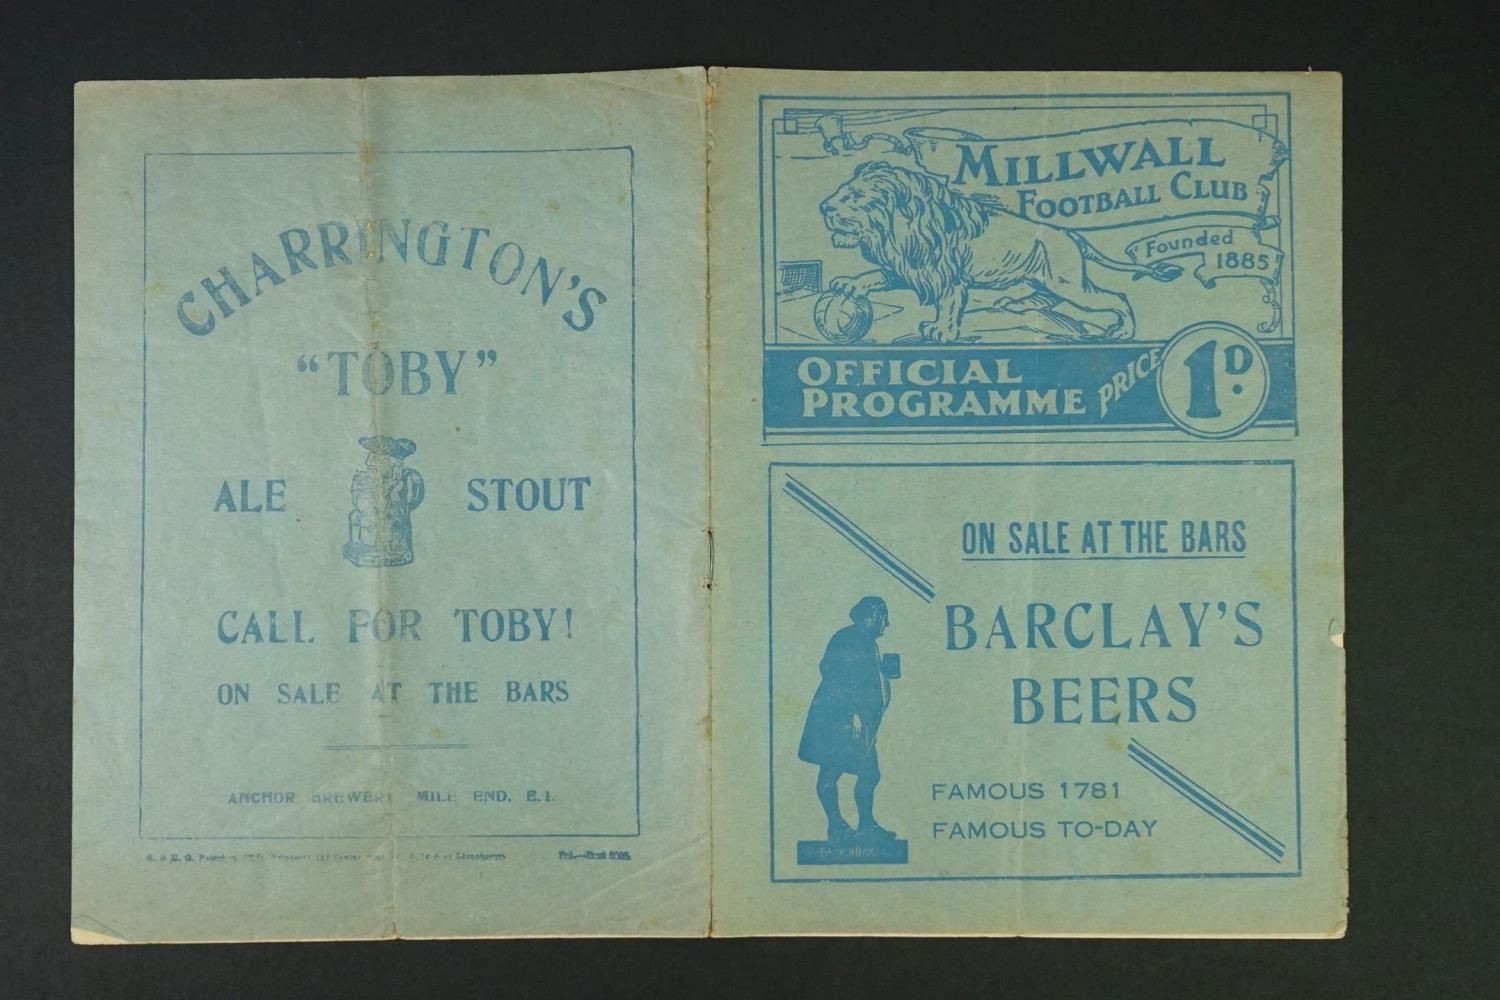 CHARRINGTON'S
"TOBY"
ALE STOUT
CALL FOR TOBY!
ON SALE AT THE BARS
ANCHOR BREWERY MILE END, E.1.
MILLWALL
FOOTBALL CLUB
Founded
1885
OFFICIAL
PROGRAMME
PRICE
1D.
ON SALE AT THE BARS
BARCLAY'S
BEERS
FAMOUS 1781
FAMOUS TO-DAY